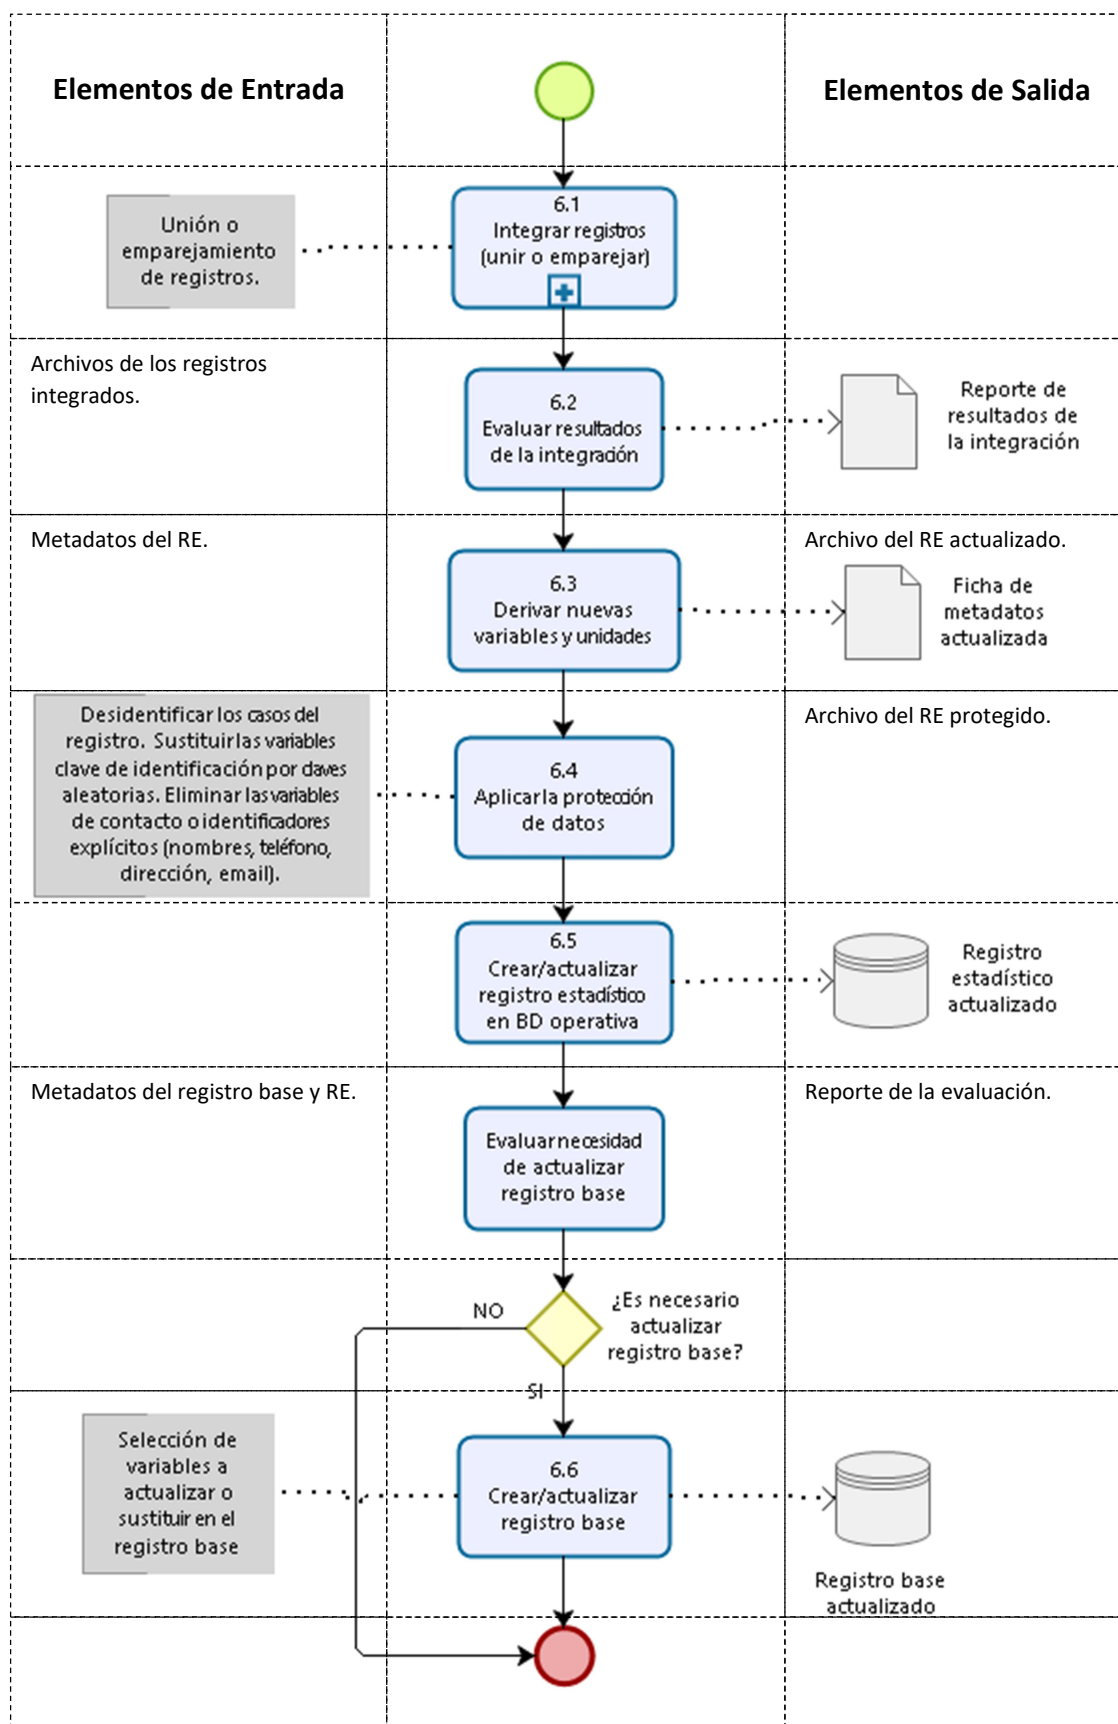 Elementos de Entrada
Elementos de Salida
Unión o
emparejamiento
de registros.
6.1
Integrar registros
(unir o emparejar)
Archivos de los registros
integrados.
6.2
Evaluar resultados
de la integración
Reporte de
resultados de
la integración
Metadatos del RE.
6.3
Derivar nuevas
variables y unidades
Archivo del RE actualizado.
Ficha de
metadatos
actualizada
Desidentificar los casos del
registro. Sustituir las variables
clave de identificación por claves
aleatorias. Eliminar las variables
de contacto o identificadores
explícitos (nombres, teléfono,
dirección, email).
6.4
Aplicar la protección
de datos
Archivo del RE protegido.
6.5
Crear/actualizar
registro estadístico
en BD operativa
Registro
estadístico
actualizado
Metadatos del registro base y RE.
Evaluar necesidad
de actualizar
registro base
Reporte de la evaluación.
NO
¿Es necesario
actualizar
registro base?
SI
Selección de
variables a
actualizar o
sustituir en el
registro base
6.6
Crear/actualizar
registro base
Registro base
actualizado